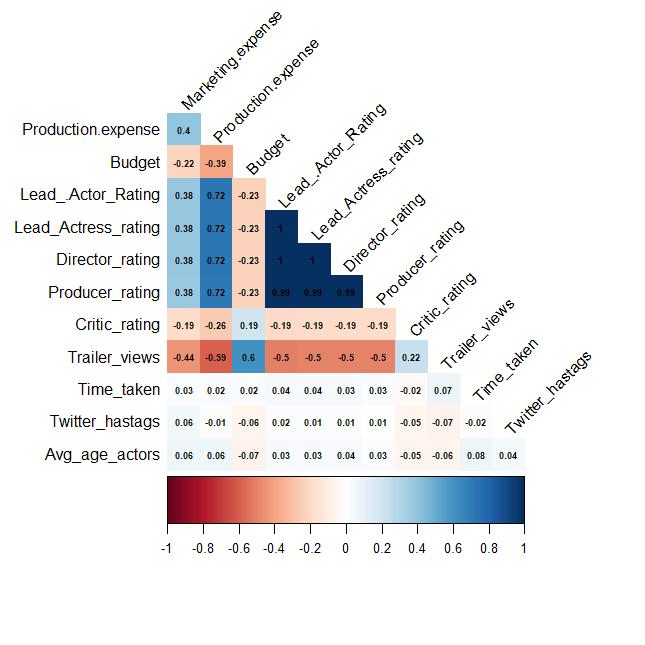 Marketing.expense
Production.expense
Budget
Lead_.Actor_Rating
Lead_Actress_rating
Director_rating
Producer_rating
Critic_rating
Trailer_views
Time_taken
Twitter_hastags
Production.expense 0.4
Budget -0.22 -0.39
Lead_.Actor_Rating 0.38 0.72 -0.23
Lead_Actress_rating 0.38 0.72 -0.23 1
Director_rating 0.38 0.72 -0.23 1 1
Producer_rating 0.38 0.72 -0.23 0.99 0.99 0.99
Critic_rating -0.19 -0.26 0.19 -0.19 -0.19 -0.19 -0.19
Trailer_views -0.44 -0.59 0.6 -0.5 -0.5 -0.5 -0.5 0.22
Time_taken 0.03 0.02 0.02 0.04 0.04 0.03 0.03 -0.02 0.07
Twitter_hastags 0.06 -0.01 -0.06 0.02 0.01 0.01 0.01 -0.05 -0.07 -0.02
Avg_age_actors 0.06 0.06 -0.07 0.03 0.03 0.04 0.03 -0.05 -0.06 0.08 0.04
-1 -0.8 -0.6 -0.4 -0.2 0 0.2 0.4 0.6 0.8 1